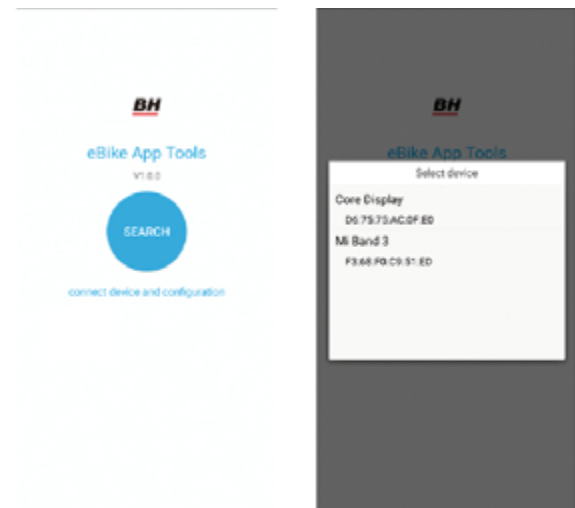 BH
eBike App Tools
V1.0.0
SEARCH
connect device and configuration
BH
eBike App Tools
Select device
Core Display
D6:75:73:AC:0F:E0
Mi Band 3
F3:68:F0:C9:51:ED